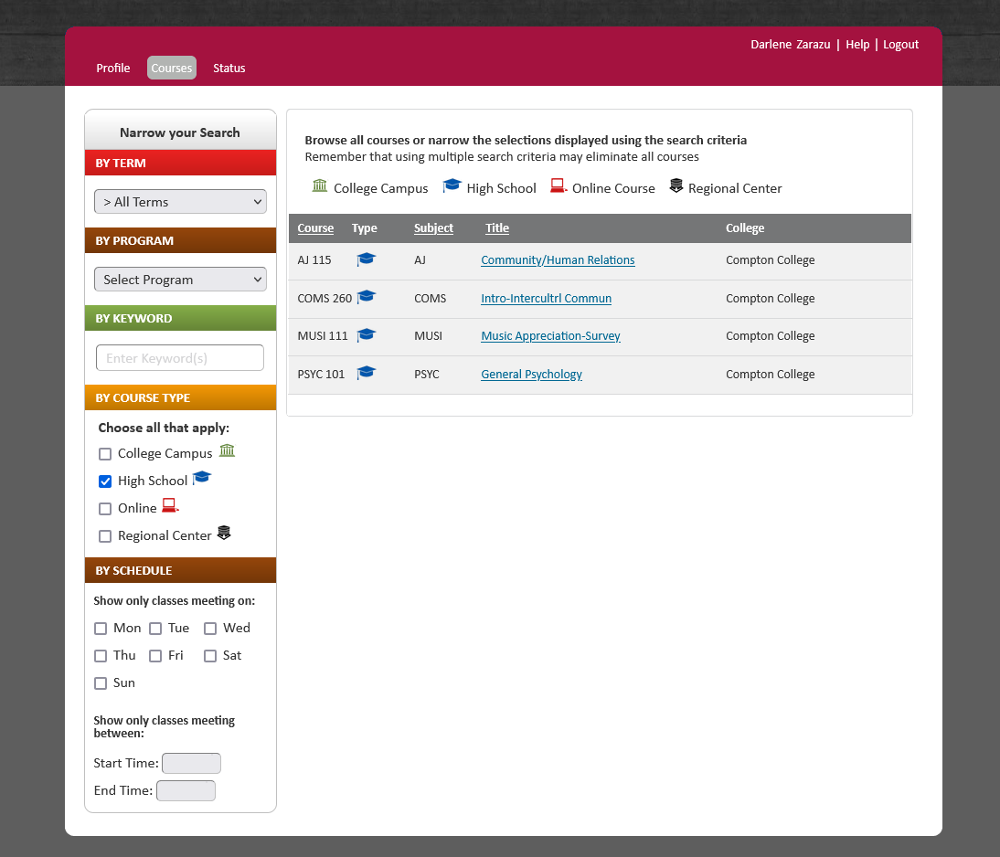 Darlene Zarazu | Help | Logout
Profile Courses Status
Narrow your Search
BY TERM
> All Terms
BY PROGRAM
Select Program
BY KEYWORD
Enter Keyword(s)
BY COURSE TYPE
Choose all that apply:
College Campus
High School
Online
Regional Center
BY SCHEDULE
Show only classes meeting on:
Mon Tue Wed
Thu Fri Sat
Sun
Show only classes meeting
between:
Start Time:
End Time:
Browse all courses or narrow the selections displayed using the search criteria
Remember that using multiple search criteria may eliminate all courses
College Campus High School Online Course Regional Center
Course Type Subject Title College
AJ 115 AJ Community/Human Relations Compton College
COMS 260 COMS Intro-Intercultrl Commun Compton College
MUSI 111 MUSI Music Appreciation-Survey Compton College
PSYC 101 PSYC General Psychology Compton College